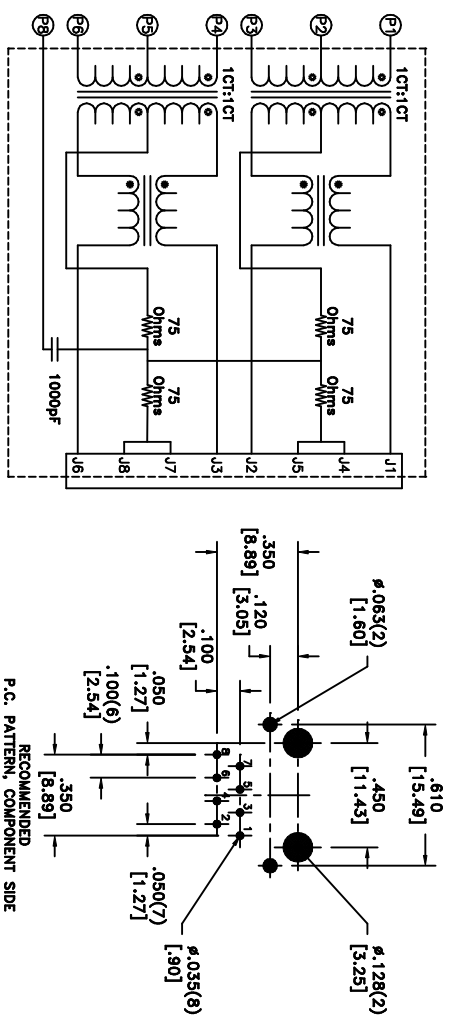 P1
P2
P3
P4
P5
P6
P8
1CT:1CT
1CT:1CT
75
Ohms
75
Ohms
75
Ohms
75
Ohms
1000pF
J1
J4
J5
J2
J3
J7
J8
J6
.610
[15.49]
.450
[11.43]
ø.063(2)
[1.60]
ø.128(2)
[3.25]
.120
[3.05]
.350
[8.89]
.100
[2.54]
1
2
3
4
5
6
7
8
.050
[1.27]
.100(6)
[2.54]
.350
[8.89]
.050(7)
[1.27]
ø.035(8)
[.90]
RECOMMENDED
P.C. PATTERN, COMPONENT SIDE